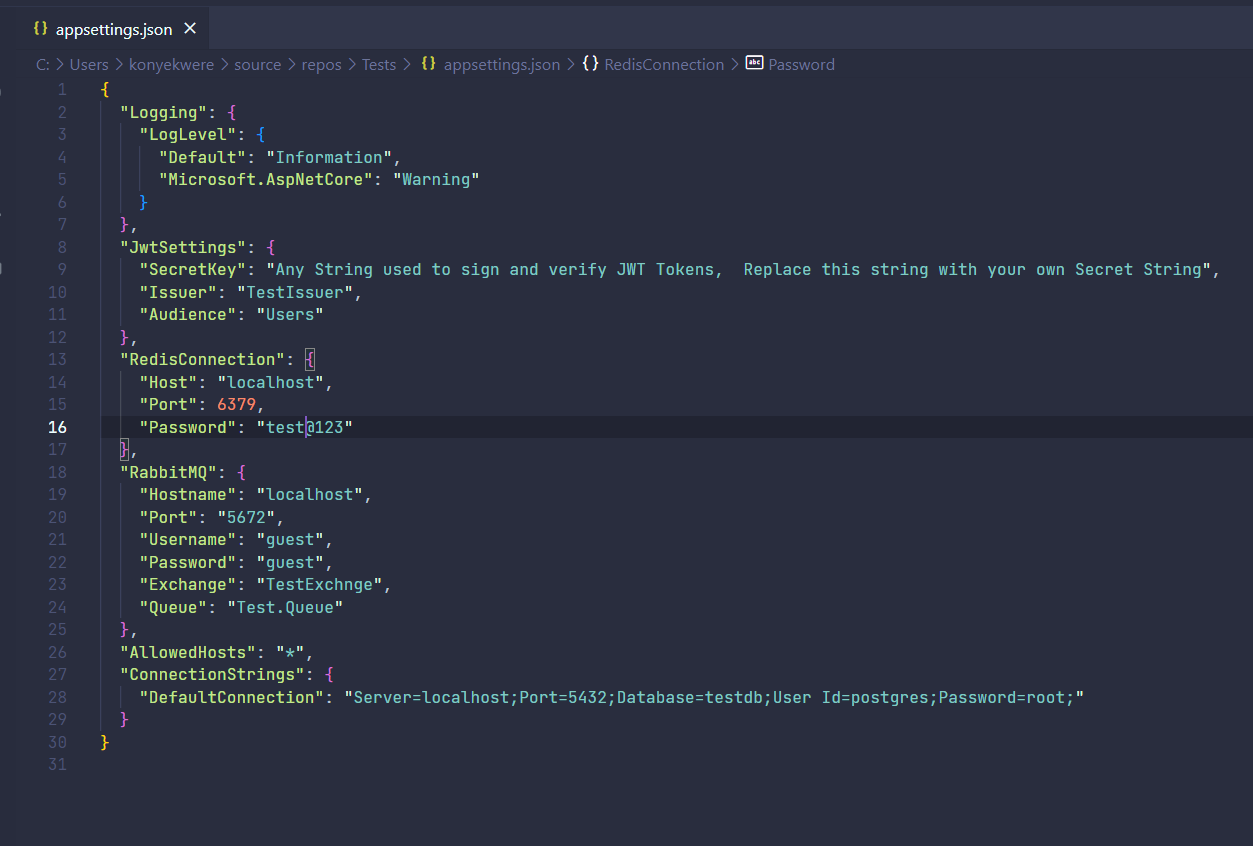 {} appsettings.json ×
C: > Users > konyekwere > source > repos > Tests > {} appsettings.json > {} RedisConnection > abc Password
1 {
2 "Logging": {
3 "LogLevel": {
4 "Default": "Information",
5 "Microsoft.AspNetCore": "Warning"
6 }
7 },
8 "JwtSettings": {
9 "SecretKey": "Any String used to sign and verify JWT Tokens,  Replace this string with your own Secret String",
10 "Issuer": "TestIssuer",
11 "Audience": "Users"
12 },
13 "RedisConnection": {
14 "Host": "localhost",
15 "Port": 6379,
16 "Password": "test@123"
17 },
18 "RabbitMQ": {
19 "Hostname": "localhost",
20 "Port": "5672",
21 "Username": "guest",
22 "Password": "guest",
23 "Exchange": "TestExchnge",
24 "Queue": "Test.Queue"
25 },
26 "AllowedHosts": "*",
27 "ConnectionStrings": {
28 "DefaultConnection": "Server=localhost;Port=5432;Database=testdb;User Id=postgres;Password=root;"
29 }
30 }
31